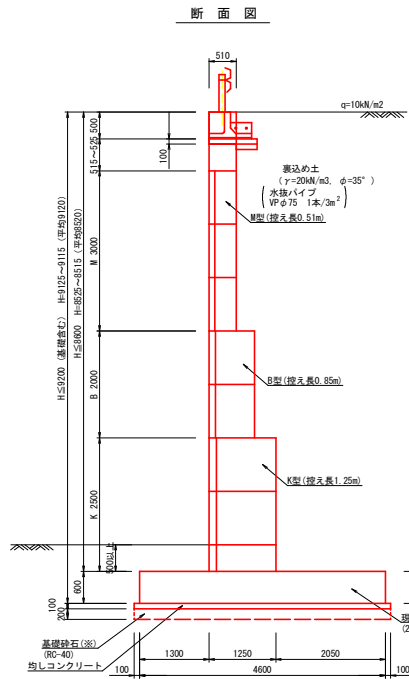 断面図
510
q=10kN/m2
500
515~525
100
裏込め土
(γ=20kN/m3, φ=35°)
水抜パイプ
VPφ75 1本/3m²
M型(控え長0.51m)
M 3000
H≦9200 (基礎含む) H=9125~9115 (平均9120)
H≦8600 H=8525~8515 (平均8520)
B 2000
B型(控え長0.85m)
K型(控え長1.25m)
K 2500
500以上
600
100
200
基礎砕石(※)
(RC-40)
均しコンクリート
1300
1250
2050
100
4600
100
(2